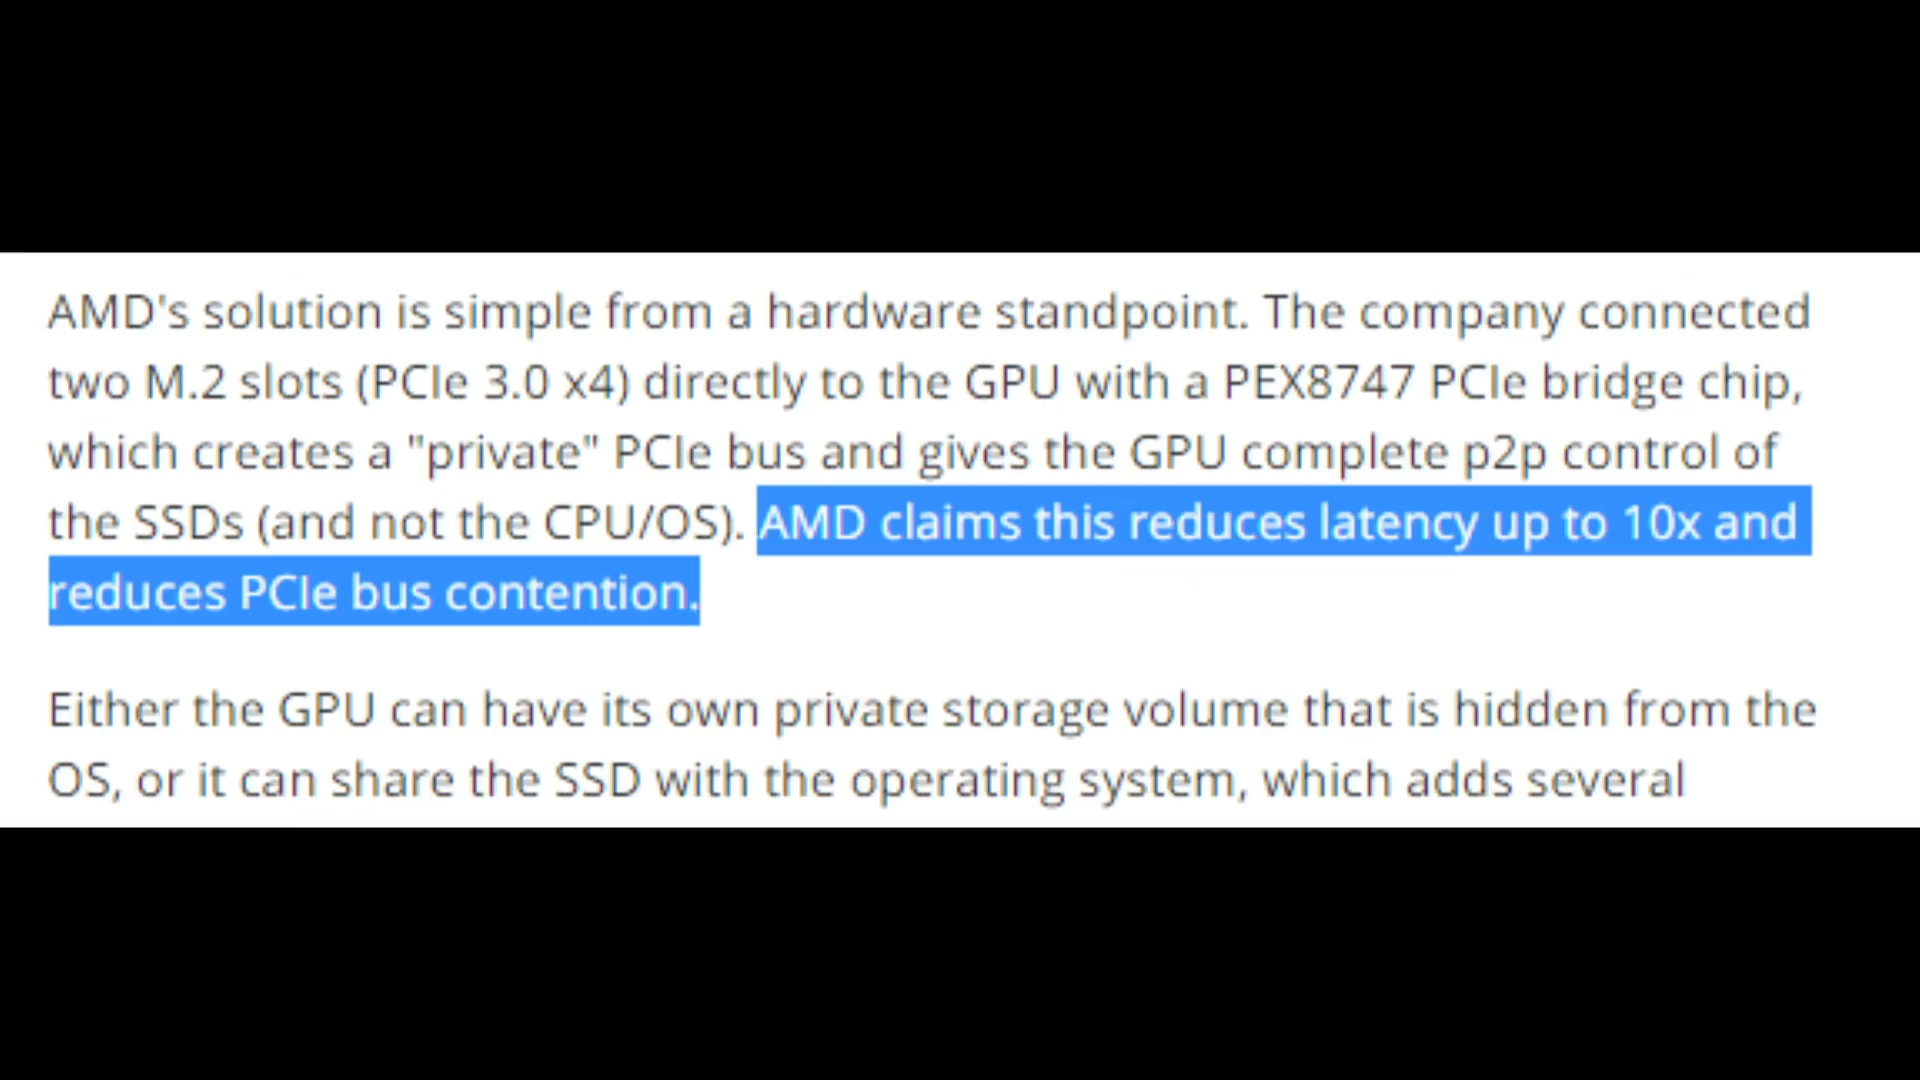 AMD's solution is simple from a hardware standpoint. The company connected
two M.2 slots (PCIe 3.0 x4) directly to the GPU with a PEX8747 PCIe bridge chip,
which creates a "private" PCIe bus and gives the GPU complete p2p control of
the SSDs (and not the CPU/OS). AMD claims this reduces latency up to 10x and
reduces PCIe bus contention.
Either the GPU can have its own private storage volume that is hidden from the
OS, or it can share the SSD with the operating system, which adds several